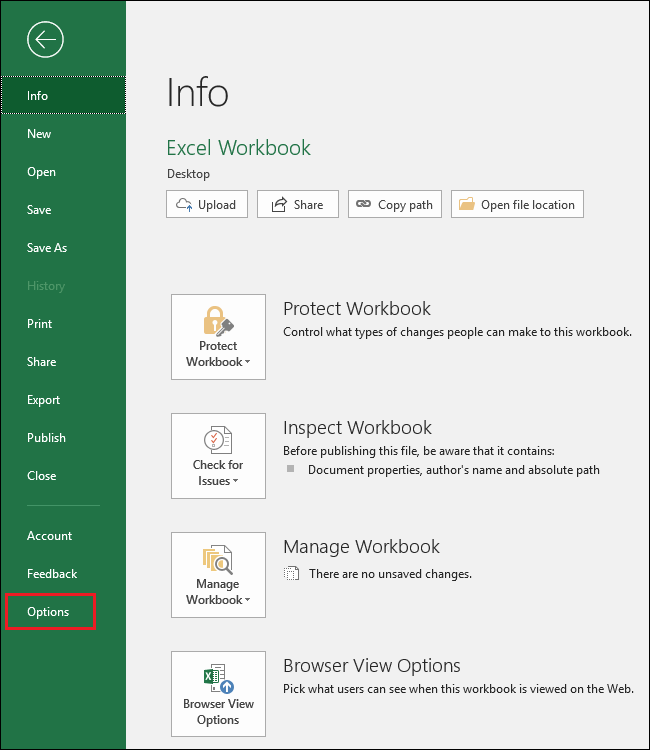 Info
New
Open
Save
Save As
History
Print
Share
Export
Publish
Close
Account
Feedback
Options
Info
Excel Workbook
Desktop
Upload
Share
Copy path
Open file location
Protect
Workbook
Protect Workbook
Control what types of changes people can make to this workbook.
Check for
Issues
Inspect Workbook
Before publishing this file, be aware that it contains:
Document properties, author's name and absolute path
Manage
Workbook
Manage Workbook
There are no unsaved changes.
Browser View
Options
Browser View Options
Pick what users can see when this workbook is viewed on the Web.